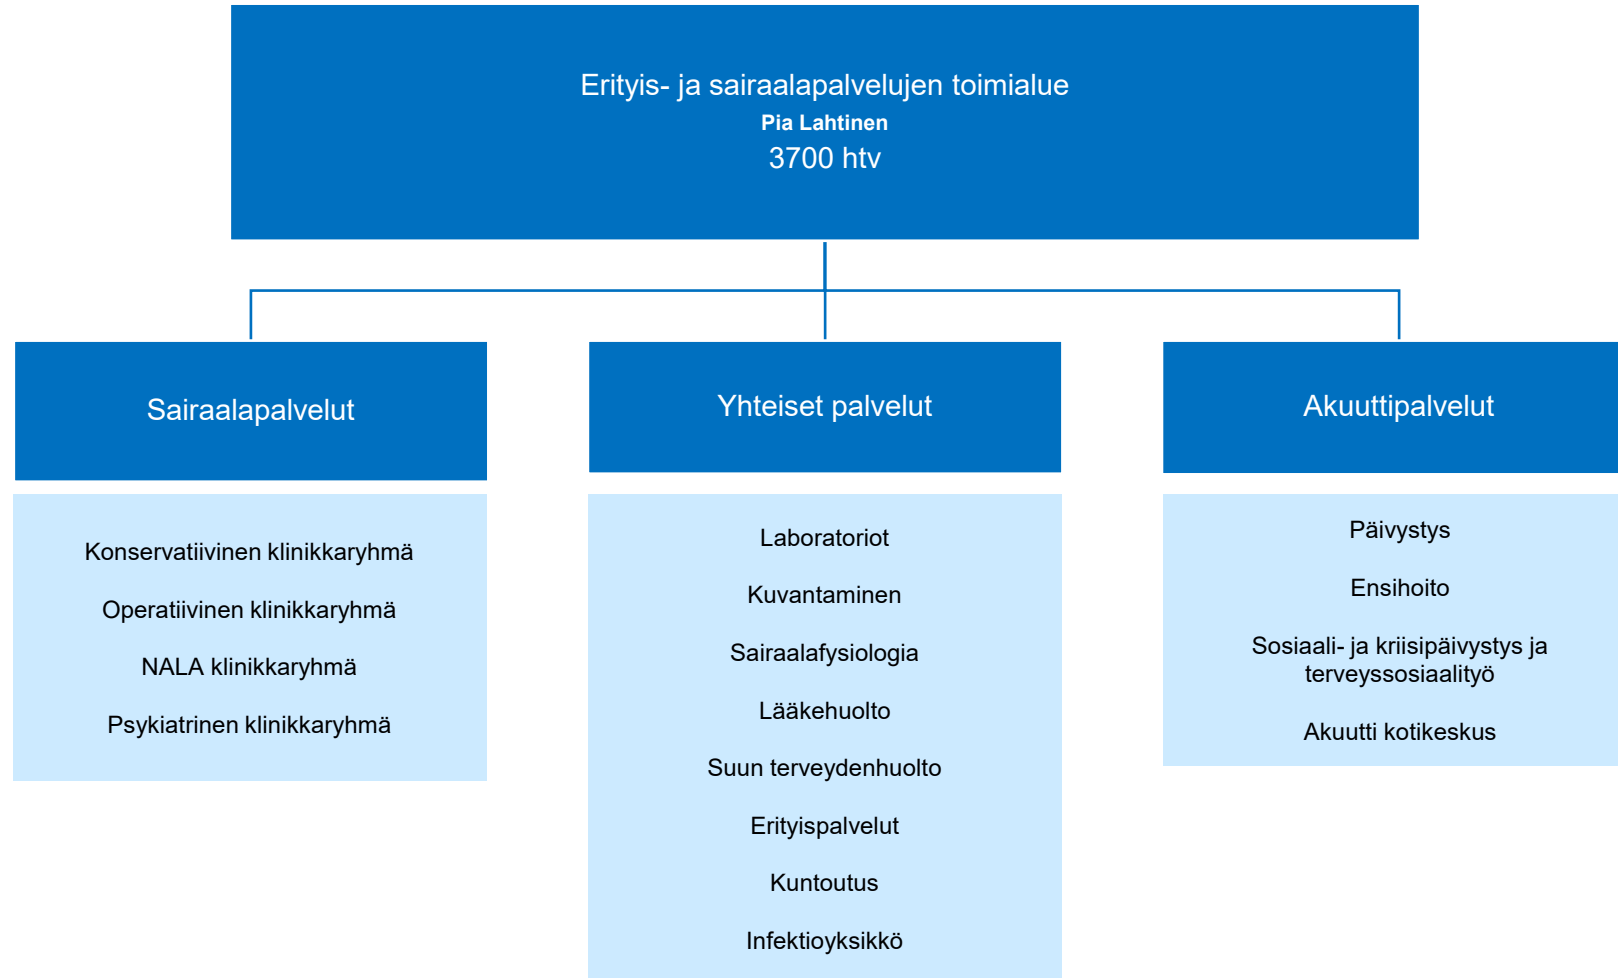 Erityis- ja sairaalapalvelujen toimialue
Pia Lahtinen
3700 htv
Sairaalapalvelut
Konservatiivinen klinikkaryhmä
Operatiivinen klinikkaryhmä
NALA klinikkaryhmä
Psykiatrinen klinikkaryhmä
Yhteiset palvelut
Laboratoriot
Kuvantaminen
Sairaalafysiologia
Lääkehuolto
Suun terveydenhuolto
Erityispalvelut
Kuntoutus
Infektioyksikkö
Akuuttipalvelut
Päivystys
Ensihoito
Sosiaali- ja kriisipäivystys ja
terveyssosiaalityö
Akuutti kotikeskus